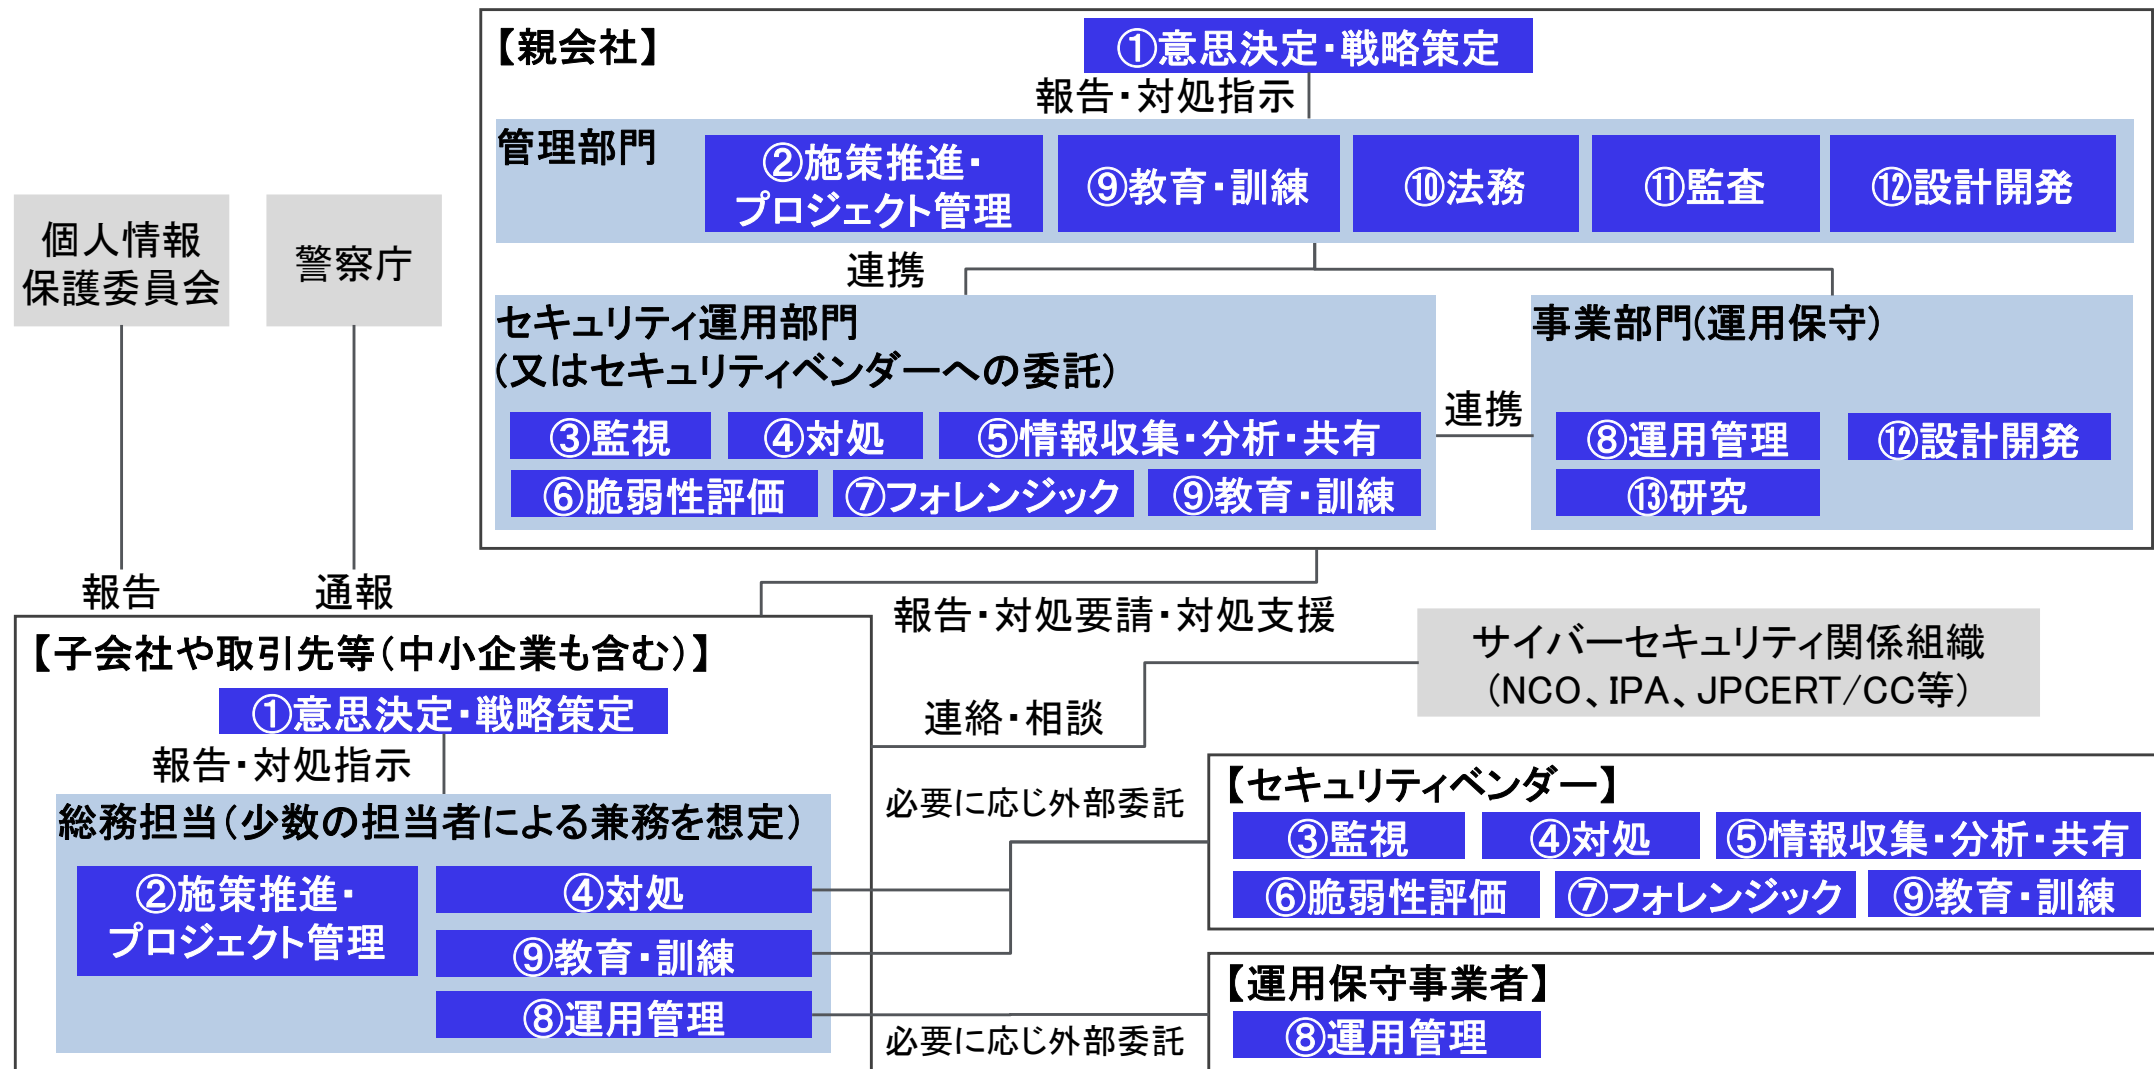 【親会社】
①意思決定・戦略策定
報告・対処指示
管理部門
②施策推進・
プロジェクト管理
⑨教育・訓練
⑩法務
⑪監査
⑫設計開発
個人情報
保護委員会
警察庁
連携
セキュリティ運用部門
(又はセキュリティベンダーへの委託)
③監視
④対処
⑤情報収集・分析・共有
⑥脆弱性評価
⑦フォレンジック
⑨教育・訓練
連携
事業部門(運用保守)
⑧運用管理
⑫設計開発
⑬研究
報告
通報
報告・対処要請・対処支援
【子会社や取引先等(中小企業も含む)】
①意思決定・戦略策定
報告・対処指示
総務担当(少数の担当者による兼務を想定)
②施策推進・
プロジェクト管理
④対処
⑨教育・訓練
⑧運用管理
連絡・相談
サイバーセキュリティ関係組織
(NCO、IPA、JPCERT/CC等)
必要に応じ外部委託
【セキュリティベンダー】
③監視
④対処
⑤情報収集・分析・共有
⑥脆弱性評価
⑦フォレンジック
⑨教育・訓練
必要に応じ外部委託
【運用保守事業者】
⑧運用管理